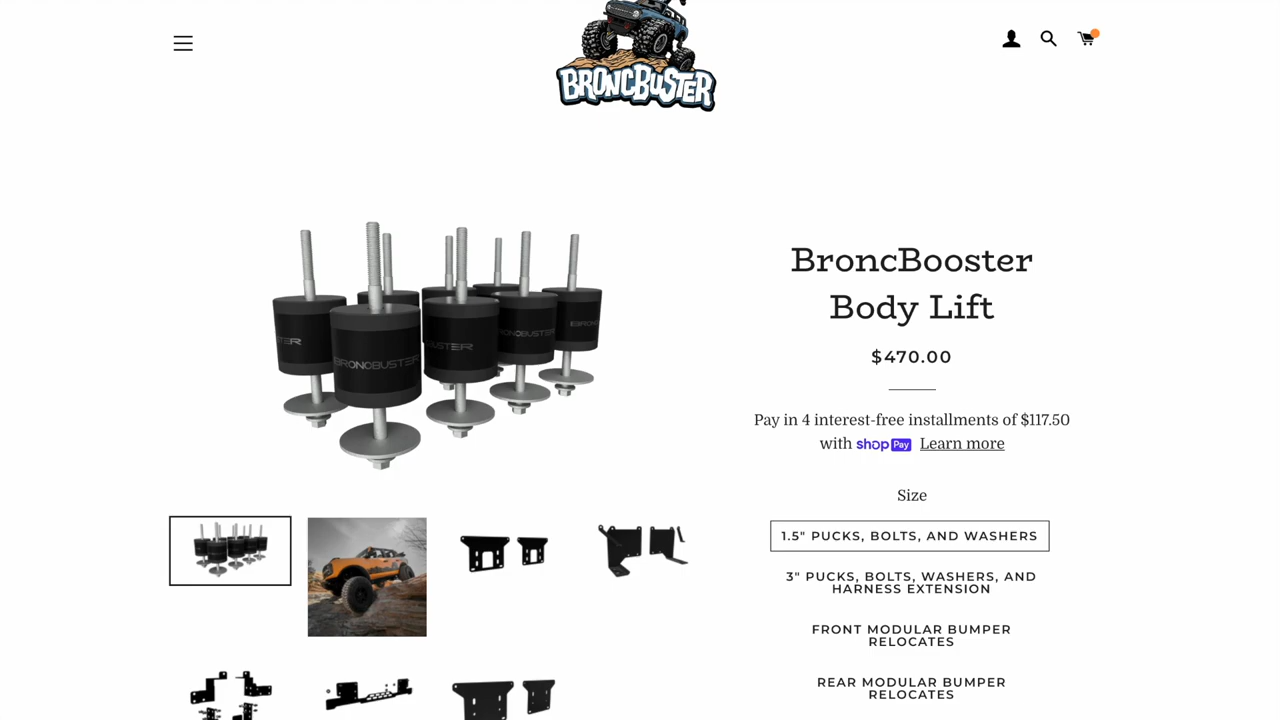 BRONCBUSTER
BRONCBUSTER
BroncBooster
Body Lift
$470.00
Pay in 4 interest-free installments of $117.50
with shop Pay Learn more
Size
1.5" PUCKS, BOLTS, AND WASHERS
3" PUCKS, BOLTS, WASHERS, AND
HARNESS EXTENSION
FRONT MODULAR BUMPER
RELOCATES
REAR MODULAR BUMPER
RELOCATES